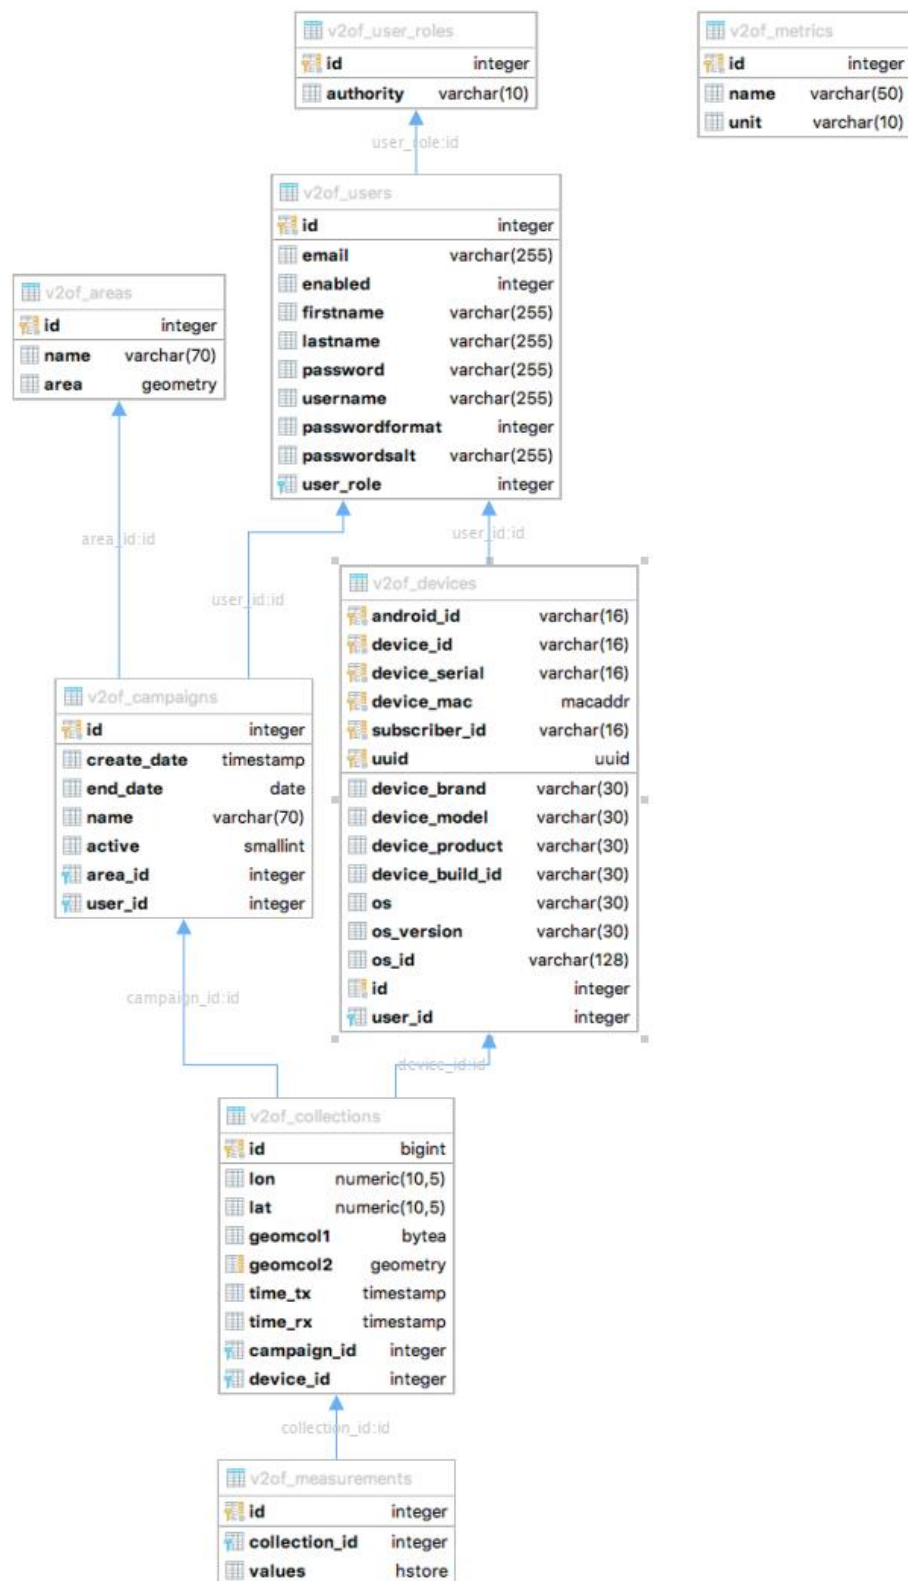 v2of_user_roles
id integer
authority varchar(10)
v2of_metrics
id integer
name varchar(50)
unit varchar(10)
user_role:id
v2of_users
id integer
email varchar(255)
enabled integer
firstname varchar(255)
lastname varchar(255)
password varchar(255)
username varchar(255)
passwordformat integer
passwordsalt varchar(255)
user_role integer
v2of_areas
id integer
name varchar(70)
area geometry
area_id:id
user_id:id
user_id:id
v2of_devices
android_id varchar(16)
device_id varchar(16)
device_serial varchar(16)
device_mac macaddr
subscriber_id varchar(16)
uuid uuid
device_brand varchar(30)
device_model varchar(30)
device_product varchar(30)
device_build_id varchar(30)
os varchar(30)
os_version varchar(30)
os_id varchar(128)
id integer
user_id integer
v2of_campaigns
id integer
create_date timestamp
end_date date
name varchar(70)
active smallint
area_id integer
user_id integer
campaign_id:id
device_id:id
v2of_collections
id bigint
lon numeric(10,5)
lat numeric(10,5)
geomcol1 bytea
geomcol2 geometry
time_tx timestamp
time_rx timestamp
campaign_id integer
device_id integer
collection_id:id
v2of_measurements
id integer
collection_id integer
values hstore